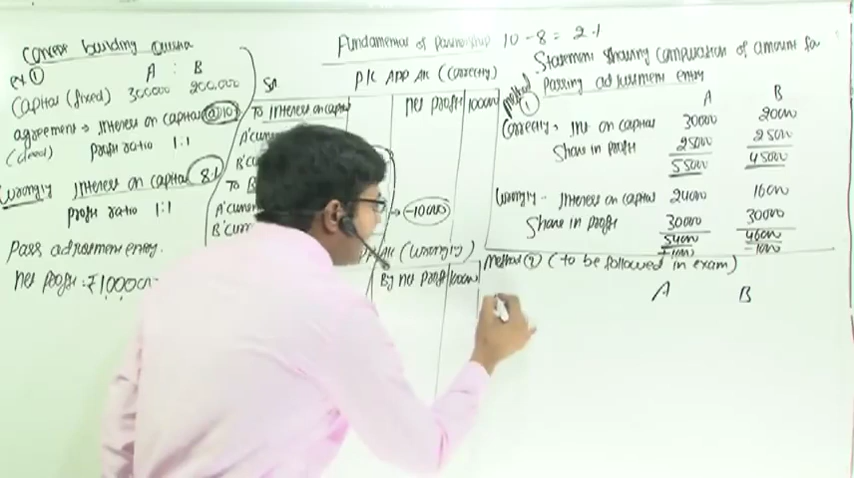 Fundamental of Partnership 10-8 = 2%
Concept building
ex ①
A : B
Capital (fixed) 300000 200000
agreement → Interest on capital @ 10%
(deed) profit ratio 1:1
Wrongly Interest on capital 8%
profit ratio 1:1
Pass adjustment entry.
Net profit = ₹100000
P/L APP A/c (Correctly)
To Interest on capital
Net profit 100000
A'current
To
A'curren
B'curr
-10000
A/c (Wrongly)
By Net profit 100000
Statement showing computation of amount for
Passing adjustment entry
Method ①
A B
Correctly → Int on capital 30000 20000
Share in profit 25000 25000
55000 45000
Wrongly - Interest on capital 24000 16000
Share in profit 30000 30000
54000 46000
+1000 -1000
Method ② (to be followed in exam)
A B